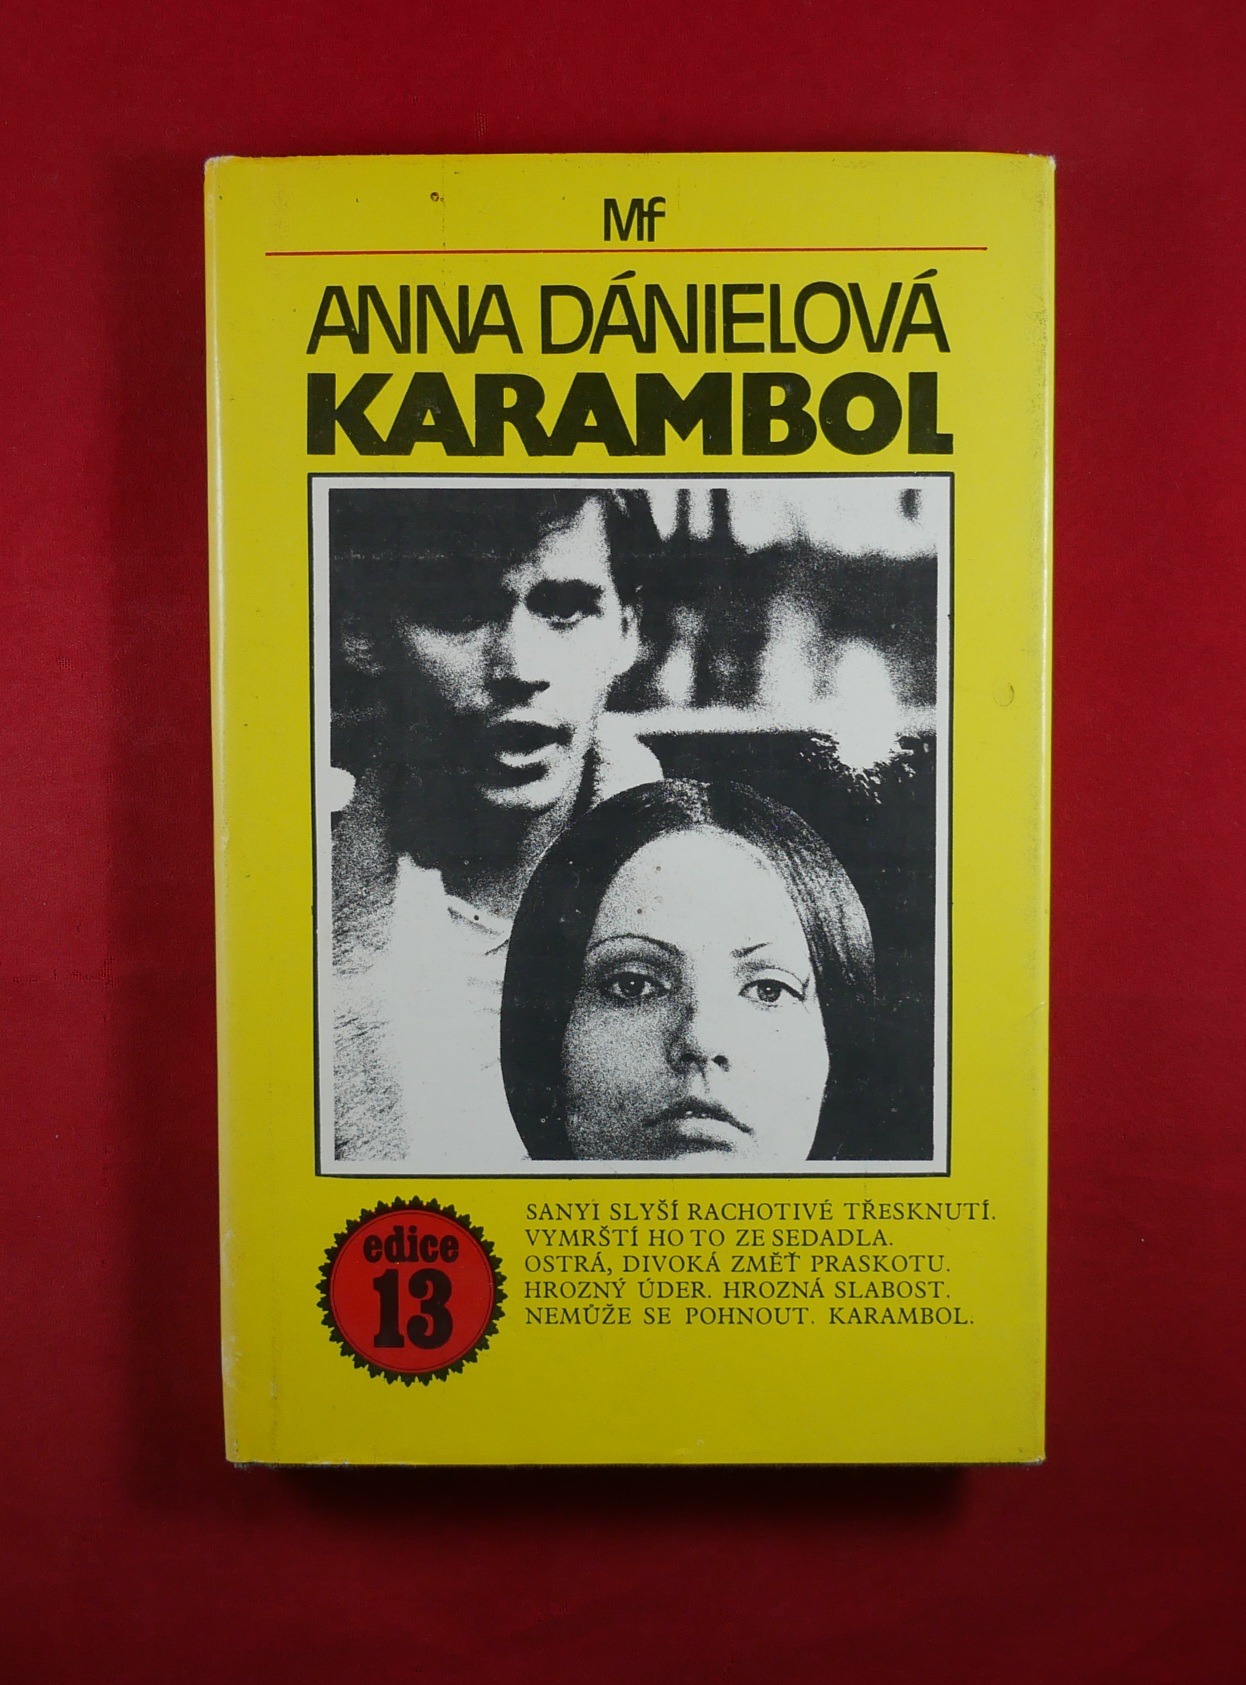 Mf
ANNA DÁNIELOVÁ
KARAMBOL
edice
13
SANYI SLYŠÍ RACHOTIVÉ TŘESKNUTÍ.
VYMRŠTÍ HO TO ZE SEDADLA.
OSTRÁ, DIVOKÁ ZMĚŤ PRASKOTU.
HROZNÝ ÚDER. HROZNÁ SLABOST.
NEMŮŽE SE POHNOUT. KARAMBOL.